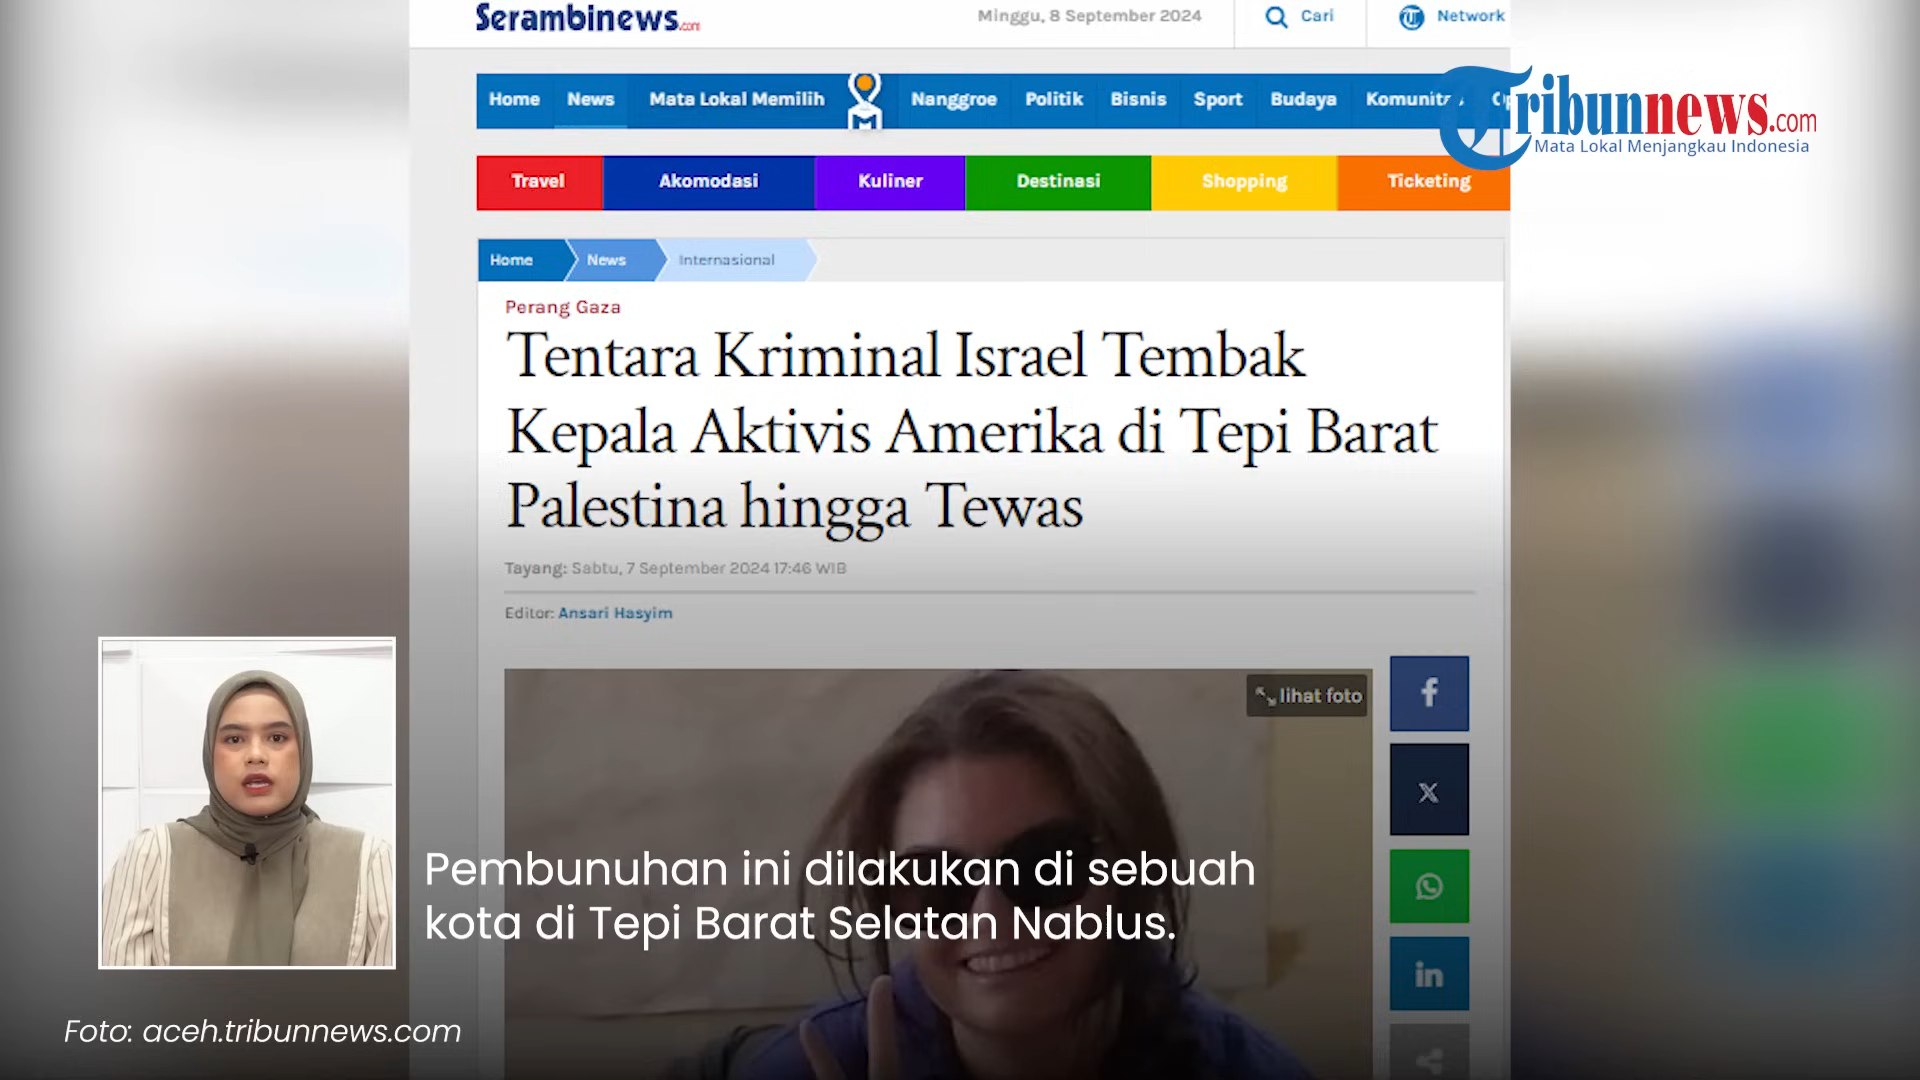 Serambinews.com
Minggu, 8 September 2024
Cari
Network
Home News Mata Lokal Memilih Nanggroe Politik Bisnis Sport Budaya
Tribunnews.com
Mata Lokal Menjangkau Indonesia
Travel Akomodasi Kuliner Destinasi Shopping Ticketing
Home News Internasional
Perang Gaza
Tentara Kriminal Israel Tembak
Kepala Aktivis Amerika di Tepi Barat
Palestina hingga Tewas
Tayang: Sabtu, 7 September 2024 17:46 WIB
Editor: Ansari Hasyim
lihat foto
Pembunuhan ini dilakukan di sebuah
kota di Tepi Barat Selatan Nablus.
Foto: aceh.tribunnews.com